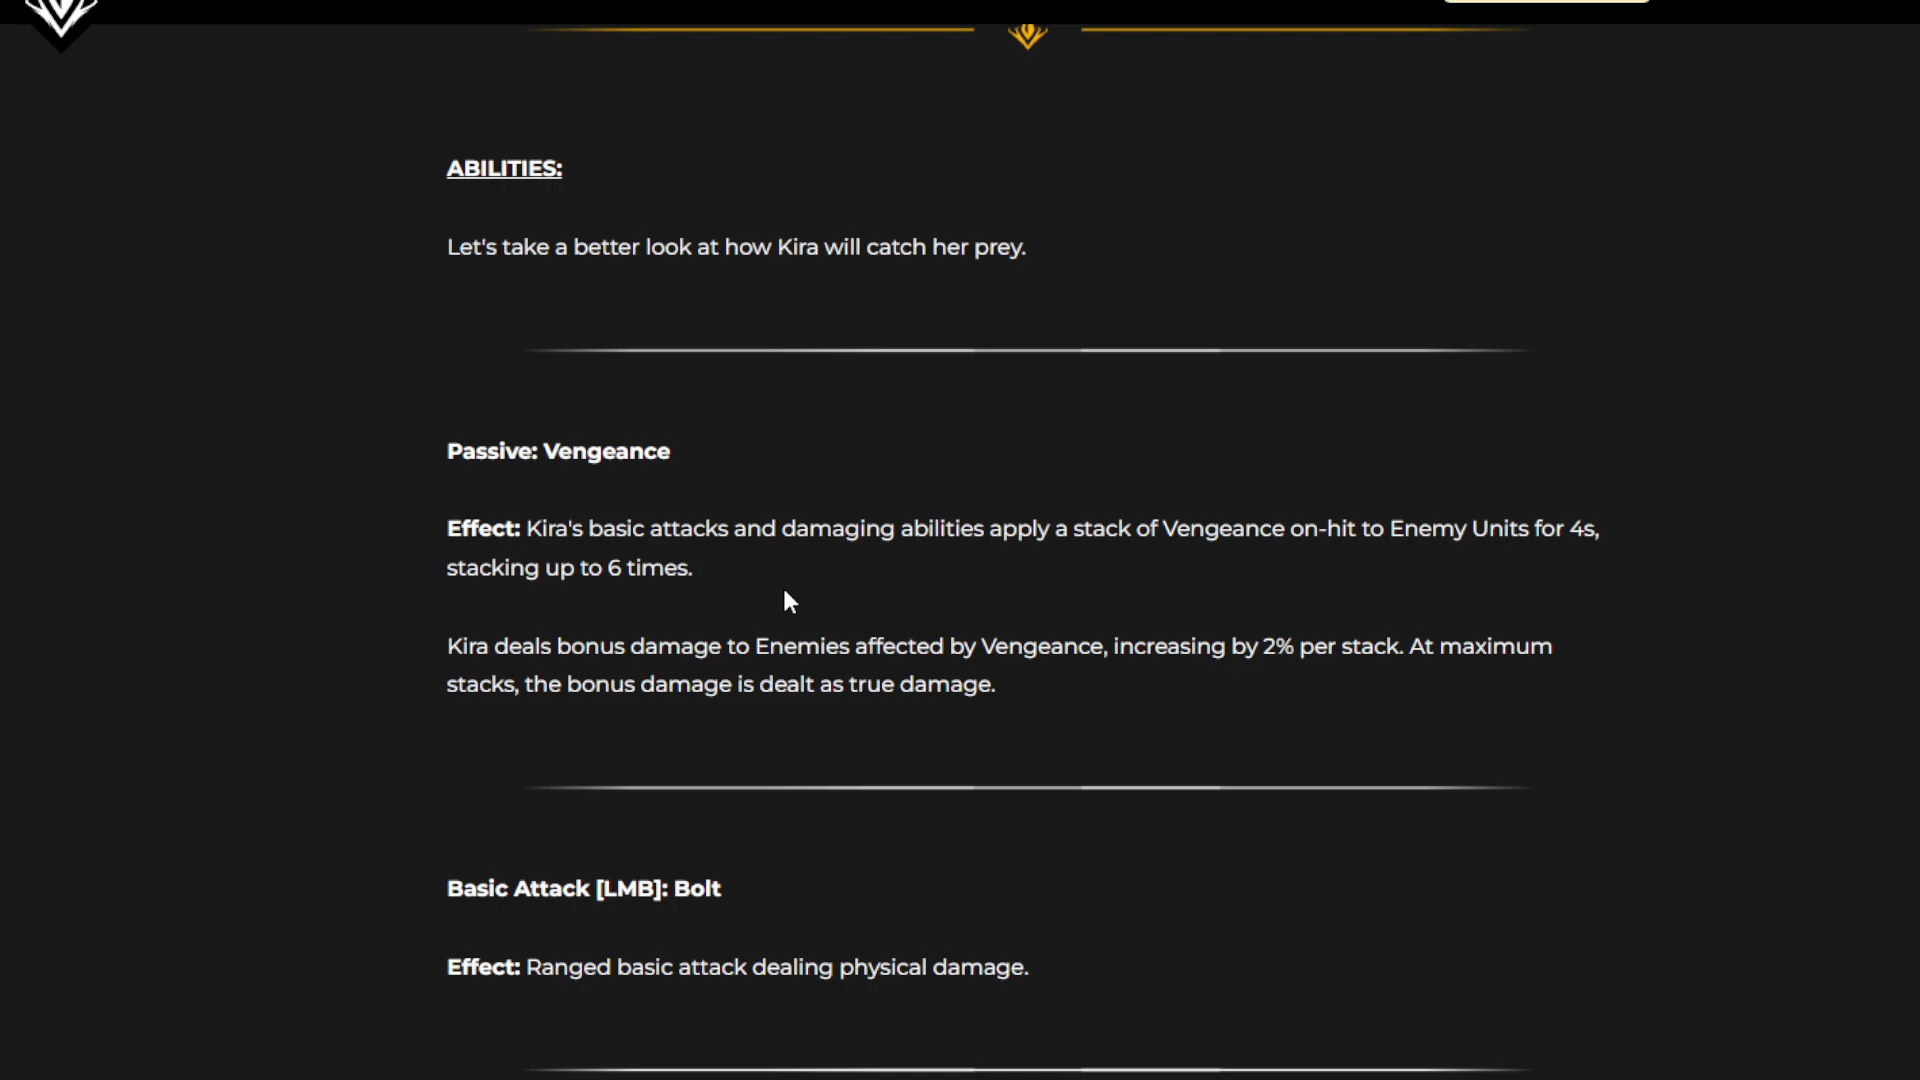 ABILITIES:
Let's take a better look at how Kira will catch her prey.
Passive: Vengeance
Effect: Kira's basic attacks and damaging abilities apply a stack of Vengeance on-hit to Enemy Units for 4s,
stacking up to 6 times.
Kira deals bonus damage to Enemies affected by Vengeance, increasing by 2% per stack. At maximum
stacks, the bonus damage is dealt as true damage.
Basic Attack [LMB]: Bolt
Effect: Ranged basic attack dealing physical damage.